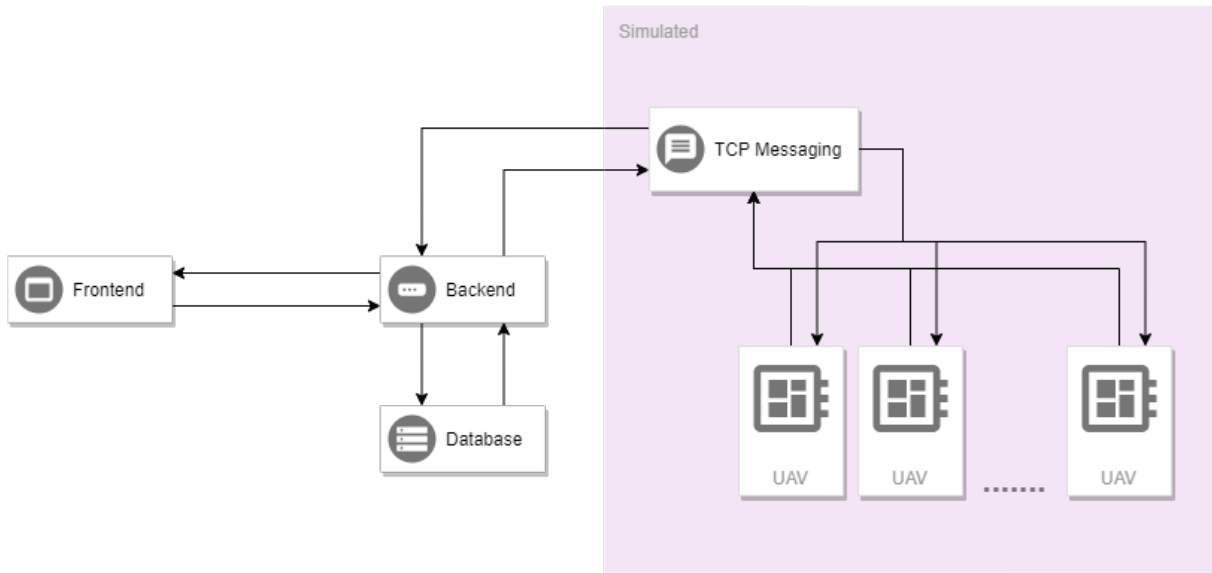 Simulated
TCP Messaging
Frontend
Backend
Database
UAV
UAV
UAV